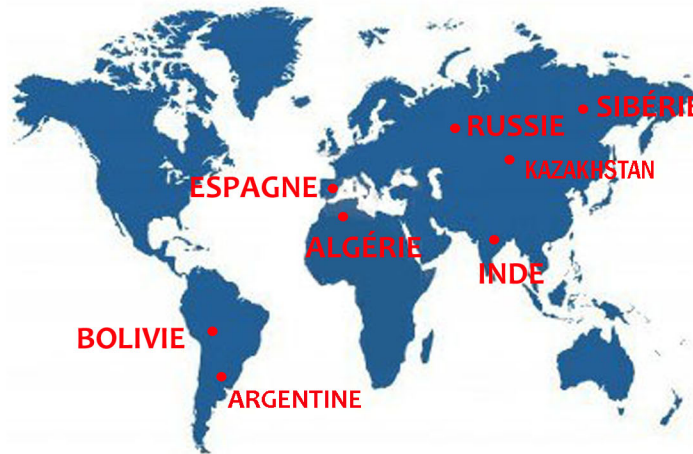 SIBÉRIE
RUSSIE
KAZAKHSTAN
ESPAGNE
ALGÉRIE
INDE
BOLIVIE
ARGENTINE